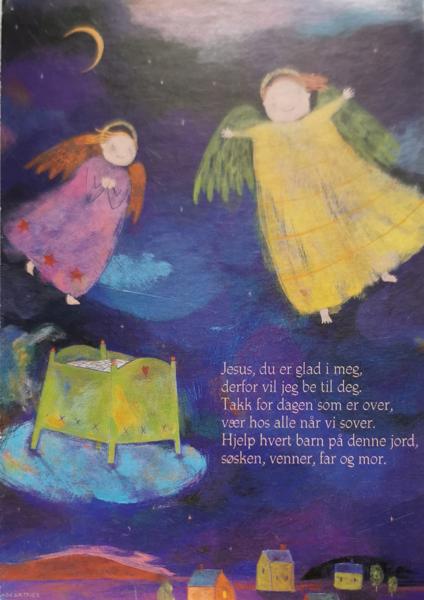 Jesus, du er glad i meg,
derfor vil jeg be til deg.
Takk for dagen som er over,
vær hos alle når vi sover.
Hjelp hvert barn på denne jord,
søsken, venner, far og mor.